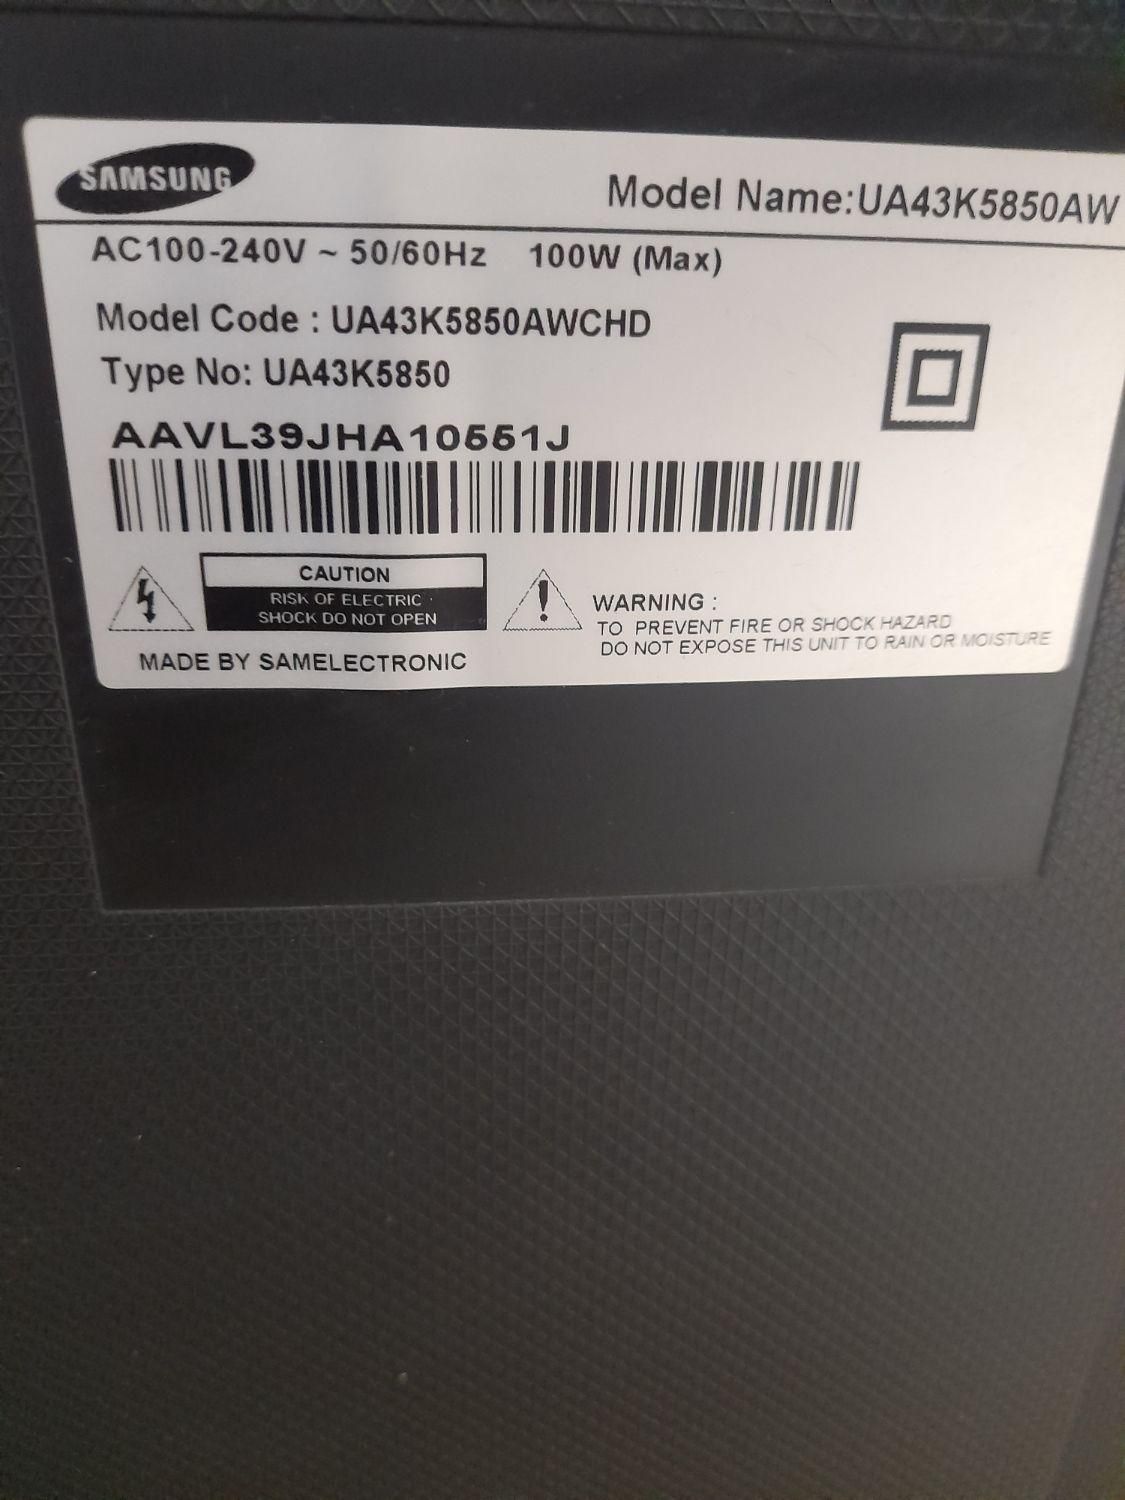 SAMSUNG
Model Name:UA43K5850AW
AC100-240V ~ 50/60Hz 100W (Max)
Model Code : UA43K5850AWCHD
Type No: UA43K5850
AAVL39JHA10551J
CAUTION
RISK OF ELECTRIC
SHOCK DO NOT OPEN
WARNING :
TO PREVENT FIRE OR SHOCK HAZARD
DO NOT EXPOSE THIS UNIT TO RAIN OR MOISTURE
MADE BY SAMELECTRONIC